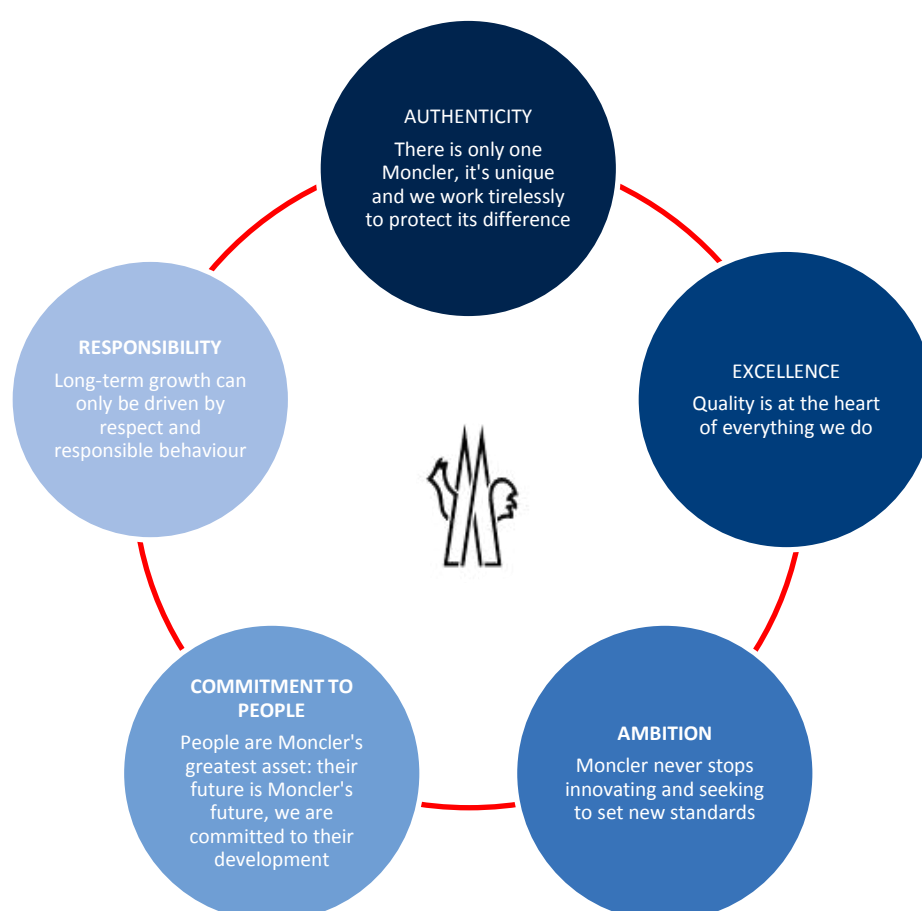 AUTHENTICITY
There is only one
Moncler, it's unique
and we work tirelessly
to protect its difference
EXCELLENCE
Quality is at the heart
of everything we do
AMBITION
Moncler never stops
innovating and seeking
to set new standards
COMMITMENT TO
PEOPLE
People are Moncler's
greatest asset: their
future is Moncler's
future, we are
committed to their
development
RESPONSIBILITY
Long-term growth can
only be driven by
respect and
responsible behaviour